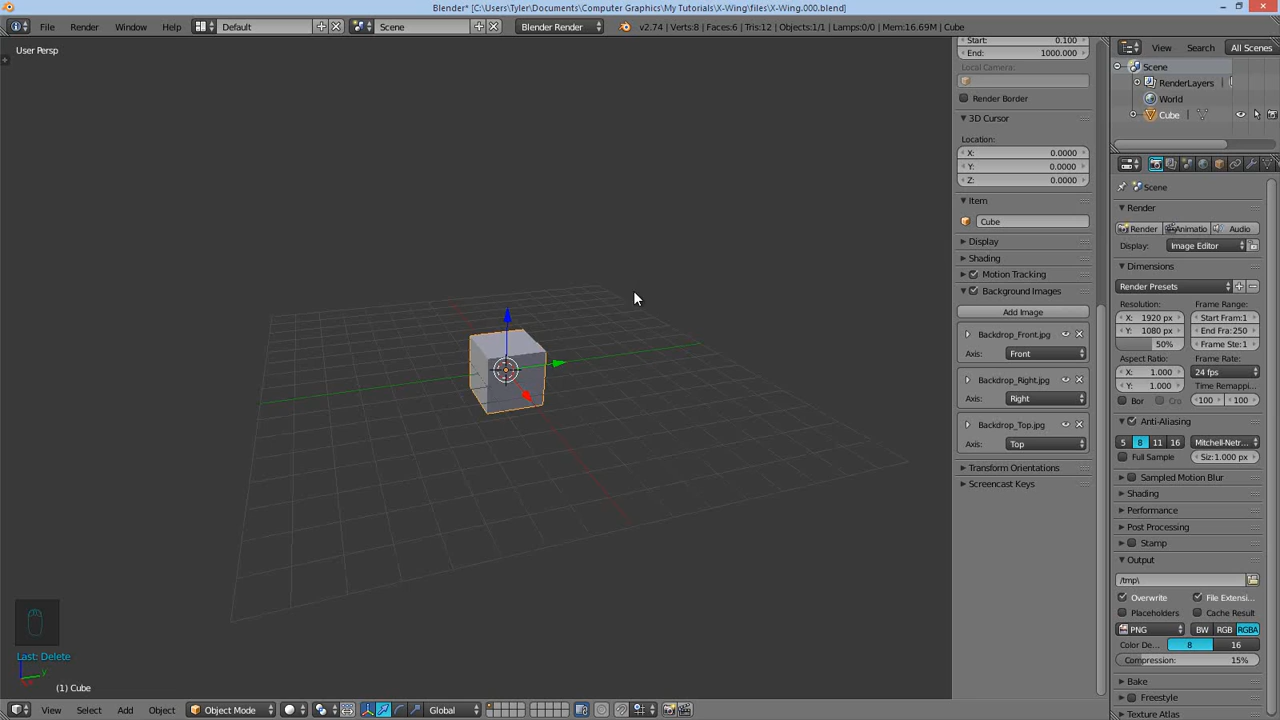 Blender* [C:\Users\Tyler\Documents\Computer Graphics\My Tutorials\X-Wing\files\X-Wing.000.blend]
File Render Window Help Default Scene Blender Render v2.74 | Verts:8 | Faces:6 | Tris:12 | Objects:1/1 | Lamps:0/0 | Mem:16.69M | Cube
User Persp
Start: 0.100
End: 1000.000
Local Camera:
Render Border
3D Cursor
Location:
X: 0.0000
Y: 0.0000
Z: 0.0000
Item
Cube
Display
Shading
Motion Tracking
Background Images
Add Image
Backdrop_Front.jpg
Axis: Front
Backdrop_Right.jpg
Axis: Right
Backdrop_Top.jpg
Axis: Top
Transform Orientations
Screencast Keys
View Search All Scenes
Scene
RenderLayers
World
Cube
Scene
Render
Render Animatio Audio
Display: Image Editor
Dimensions
Render Presets
Resolution: Frame Range:
X: 1920 px Start Fram:1
Y: 1080 px End Fra:250
50% Frame Ste:1
Aspect Ratio: Frame Rate:
X: 1.000 24 fps
Y: 1.000 Time Remappi...
Bor Cro 100 100
Anti-Aliasing
5 8 11 16 Mitchell-Netr...
Full Sample Siz:1.000 px
Sampled Motion Blur
Shading
Performance
Post Processing
Stamp
Output
/tmp\
Overwrite File Extensi...
Placeholders Cache Result
PNG BW RGB RGBA
Color De... 8 16
Compression: 15%
Bake
Freestyle
Texture Atlas
Last: Delete
z y
(1) Cube
View Select Add Object Object Mode Global